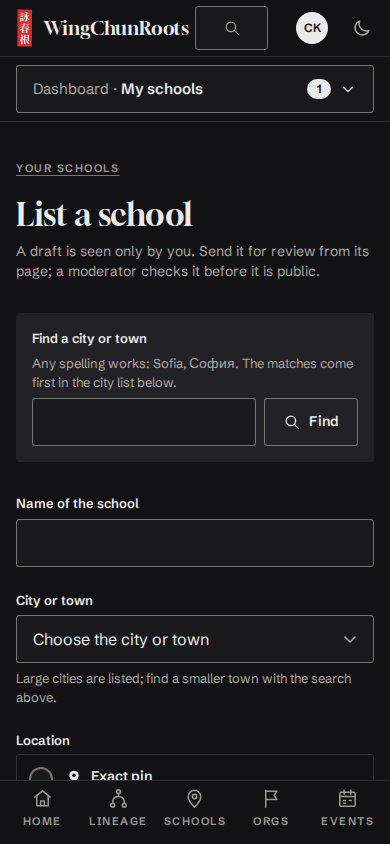 詠春根
WingChunRoots
CK
Dashboard · My schools
1
YOUR SCHOOLS
List a school
A draft is seen only by you. Send it for review from its
page; a moderator checks it before it is public.
Find a city or town
Any spelling works: Sofia, София. The matches come
first in the city list below.
Find
Name of the school
City or town
Choose the city or town
Large cities are listed; find a smaller town with the search
above.
Location
Exact pin
HOME
LINEAGE
SCHOOLS
ORGS
EVENTS